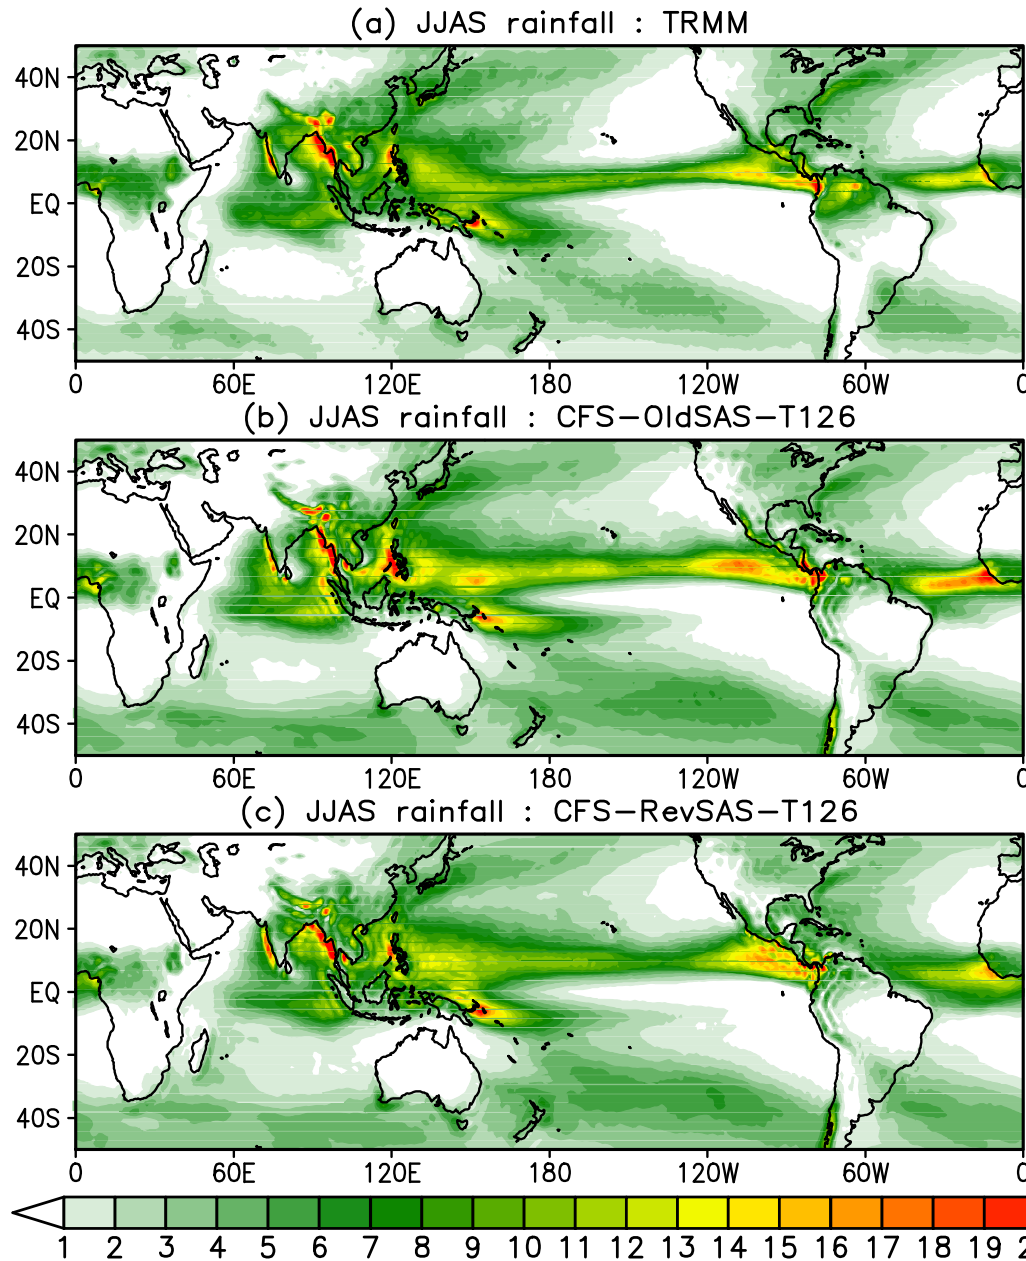 (a) JJAS rainfall : TRMM
40N
20N
EQ
20S
40S
0 60E 120E 180 120W 60W 0
(b) JJAS rainfall : CFS-OldSAS-T126
40N
20N
EQ
20S
40S
0 60E 120E 180 120W 60W 0
(c) JJAS rainfall : CFS-RevSAS-T126
40N
20N
EQ
20S
40S
0 60E 120E 180 120W 60W 0
1 2 3 4 5 6 7 8 9 10 11 12 13 14 15 16 17 18 19 2